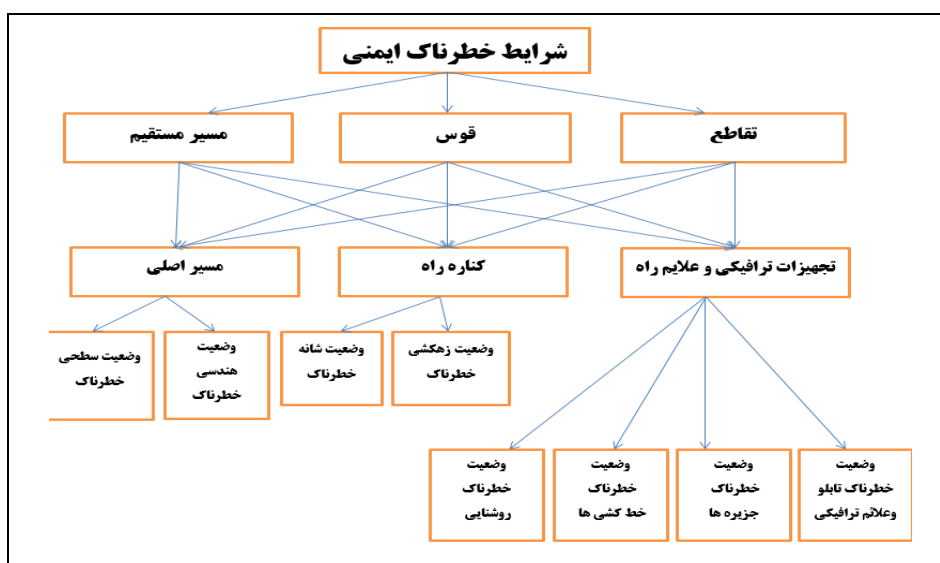 شرایط خطرناک ایمنی
تقاطع
قوس
مسیر مستقیم
تجهیزات ترافیکی و علایم راه
کناره راه
مسیر اصلی
وضعیت زهکشی
خطرناک
وضعیت شانه
خطرناک
وضعیت
هندسی
خطرناک
وضعیت سطحی
خطرناک
وضعیت
خطرناک تابلو
وعلائم ترافیکی
وضعیت
خطرناک
جزیره ها
وضعیت
خطرناک
خط کشی ها
وضعیت
خطرناک
روشنایی